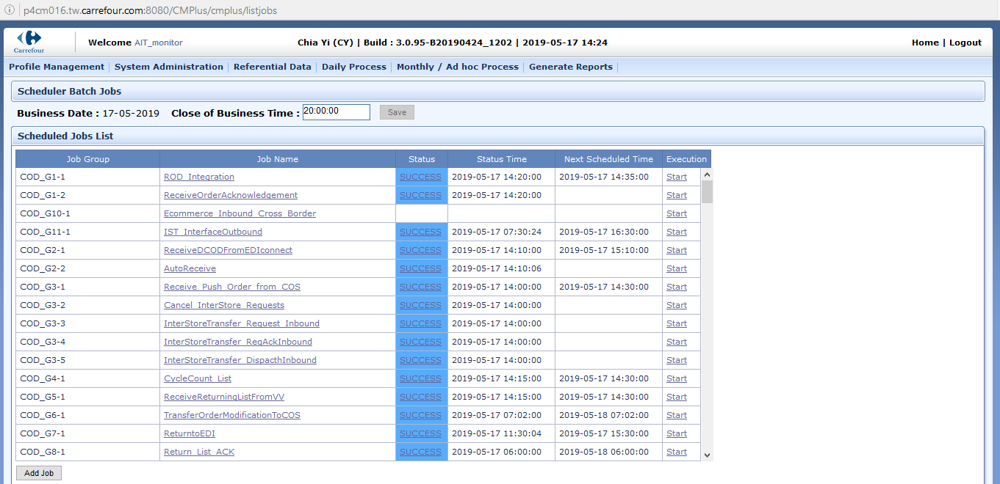 p4cm016.tw.carrefour.com:8080/CMPlus/cmplus/listjobs
Carrefour
Welcome AIT_monitor
Chia Yi (CY) | Build : 3.0.95-B20190424_1202 | 2019-05-17 14:24
Home | Logout
Profile Management System Administration Referential Data Daily Process Monthly / Ad hoc Process Generate Reports
Scheduler Batch Jobs
Business Date : 17-05-2019 Close of Business Time : 20:00:00 Save
Scheduled Jobs List
Job Group Job Name Status Status Time Next Scheduled Time Execution
COD_G1-1 ROD_Integration SUCCESS 2019-05-17 14:20:00 2019-05-17 14:35:00 Start
COD_G1-2 ReceiveOrderAcknowledgement SUCCESS 2019-05-17 14:20:00 Start
COD_G10-1 Ecommerce_Inbound_Cross_Border Start
COD_G11-1 IST_InterfaceOutbound SUCCESS 2019-05-17 07:30:24 2019-05-17 16:30:00 Start
COD_G2-1 ReceiveDCODFromEDIconnect SUCCESS 2019-05-17 14:10:00 2019-05-17 15:10:00 Start
COD_G2-2 AutoReceive SUCCESS 2019-05-17 14:10:06 Start
COD_G3-1 Receive_Push_Order_from_COS SUCCESS 2019-05-17 14:00:00 2019-05-17 14:30:00 Start
COD_G3-2 Cancel_InterStore_Requests SUCCESS 2019-05-17 14:00:00 Start
COD_G3-3 InterStoreTransfer_Request_Inbound SUCCESS 2019-05-17 14:00:00 Start
COD_G3-4 InterStoreTransfer_ReqAckInbound SUCCESS 2019-05-17 14:00:00 Start
COD_G3-5 InterStoreTransfer_DispacthInbound SUCCESS 2019-05-17 14:00:00 Start
COD_G4-1 CycleCount_List SUCCESS 2019-05-17 14:15:00 2019-05-17 14:30:00 Start
COD_G5-1 ReceiveReturningListFromVV SUCCESS 2019-05-17 14:15:00 2019-05-17 14:30:00 Start
COD_G6-1 TransferOrderModificationToCOS SUCCESS 2019-05-17 07:02:00 2019-05-18 07:02:00 Start
COD_G7-1 ReturntoEDI SUCCESS 2019-05-17 11:30:04 2019-05-17 15:30:00 Start
COD_G8-1 Return_List_ACK SUCCESS 2019-05-17 06:00:00 2019-05-18 06:00:00 Start
Add Job